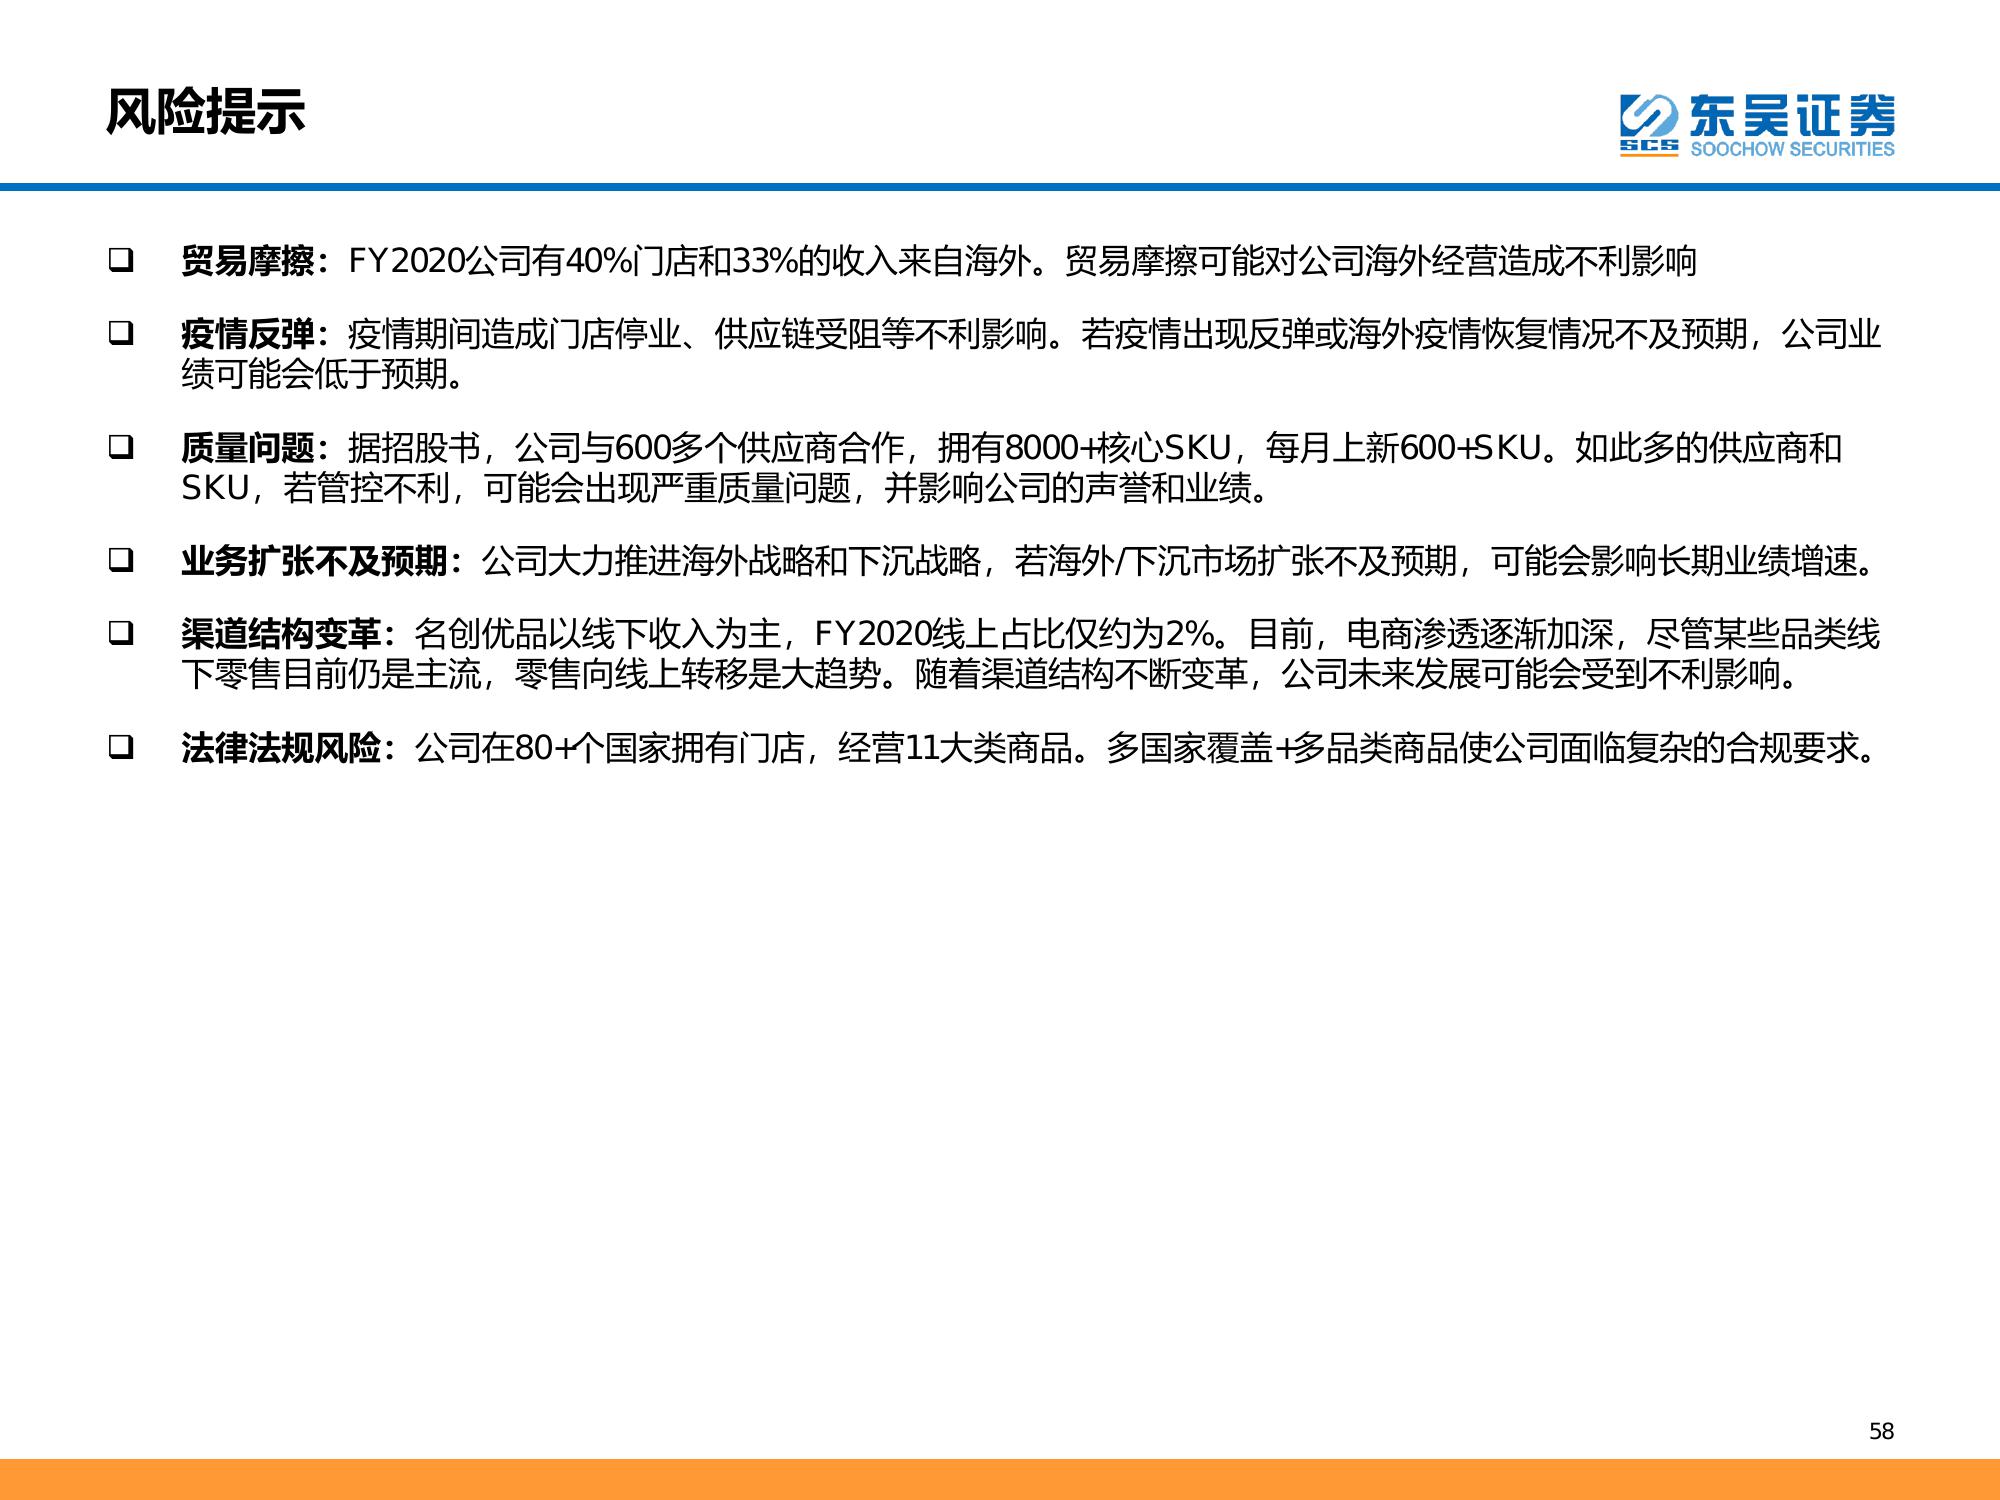 风险提示
SCS
东吴证券
SOOCHOW SECURITIES
❑ 贸易摩擦：FY2020公司有40%门店和33%的收入来自海外。贸易摩擦可能对公司海外经营造成不利影响
❑ 疫情反弹：疫情期间造成门店停业、供应链受阻等不利影响。若疫情出现反弹或海外疫情恢复情况不及预期，公司业
绩可能会低于预期。
❑ 质量问题：据招股书，公司与600多个供应商合作，拥有8000+核心SKU，每月上新600+SKU。如此多的供应商和
SKU，若管控不利，可能会出现严重质量问题，并影响公司的声誉和业绩。
❑ 业务扩张不及预期：公司大力推进海外战略和下沉战略，若海外/下沉市场扩张不及预期，可能会影响长期业绩增速。
❑ 渠道结构变革：名创优品以线下收入为主，FY2020线上占比仅约为2%。目前，电商渗透逐渐加深，尽管某些品类线
下零售目前仍是主流，零售向线上转移是大趋势。随着渠道结构不断变革，公司未来发展可能会受到不利影响。
❑ 法律法规风险：公司在80+个国家拥有门店，经营11大类商品。多国家覆盖+多品类商品使公司面临复杂的合规要求。
58